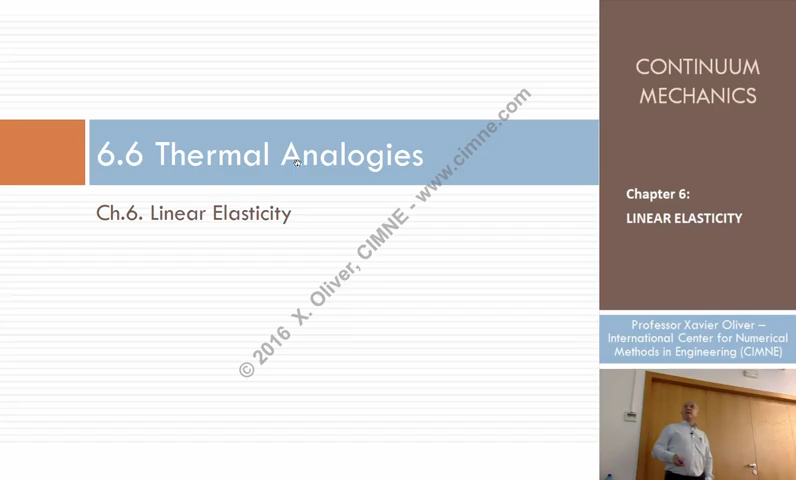 6.6 Thermal Analogies
Ch.6. Linear Elasticity
© 2016 X. Oliver, CIMNE - www.cimne.com
CONTINUUM
MECHANICS
Chapter 6:
LINEAR ELASTICITY
Professor Xavier Oliver –
International Center for Numerical
Methods in Engineering (CIMNE)